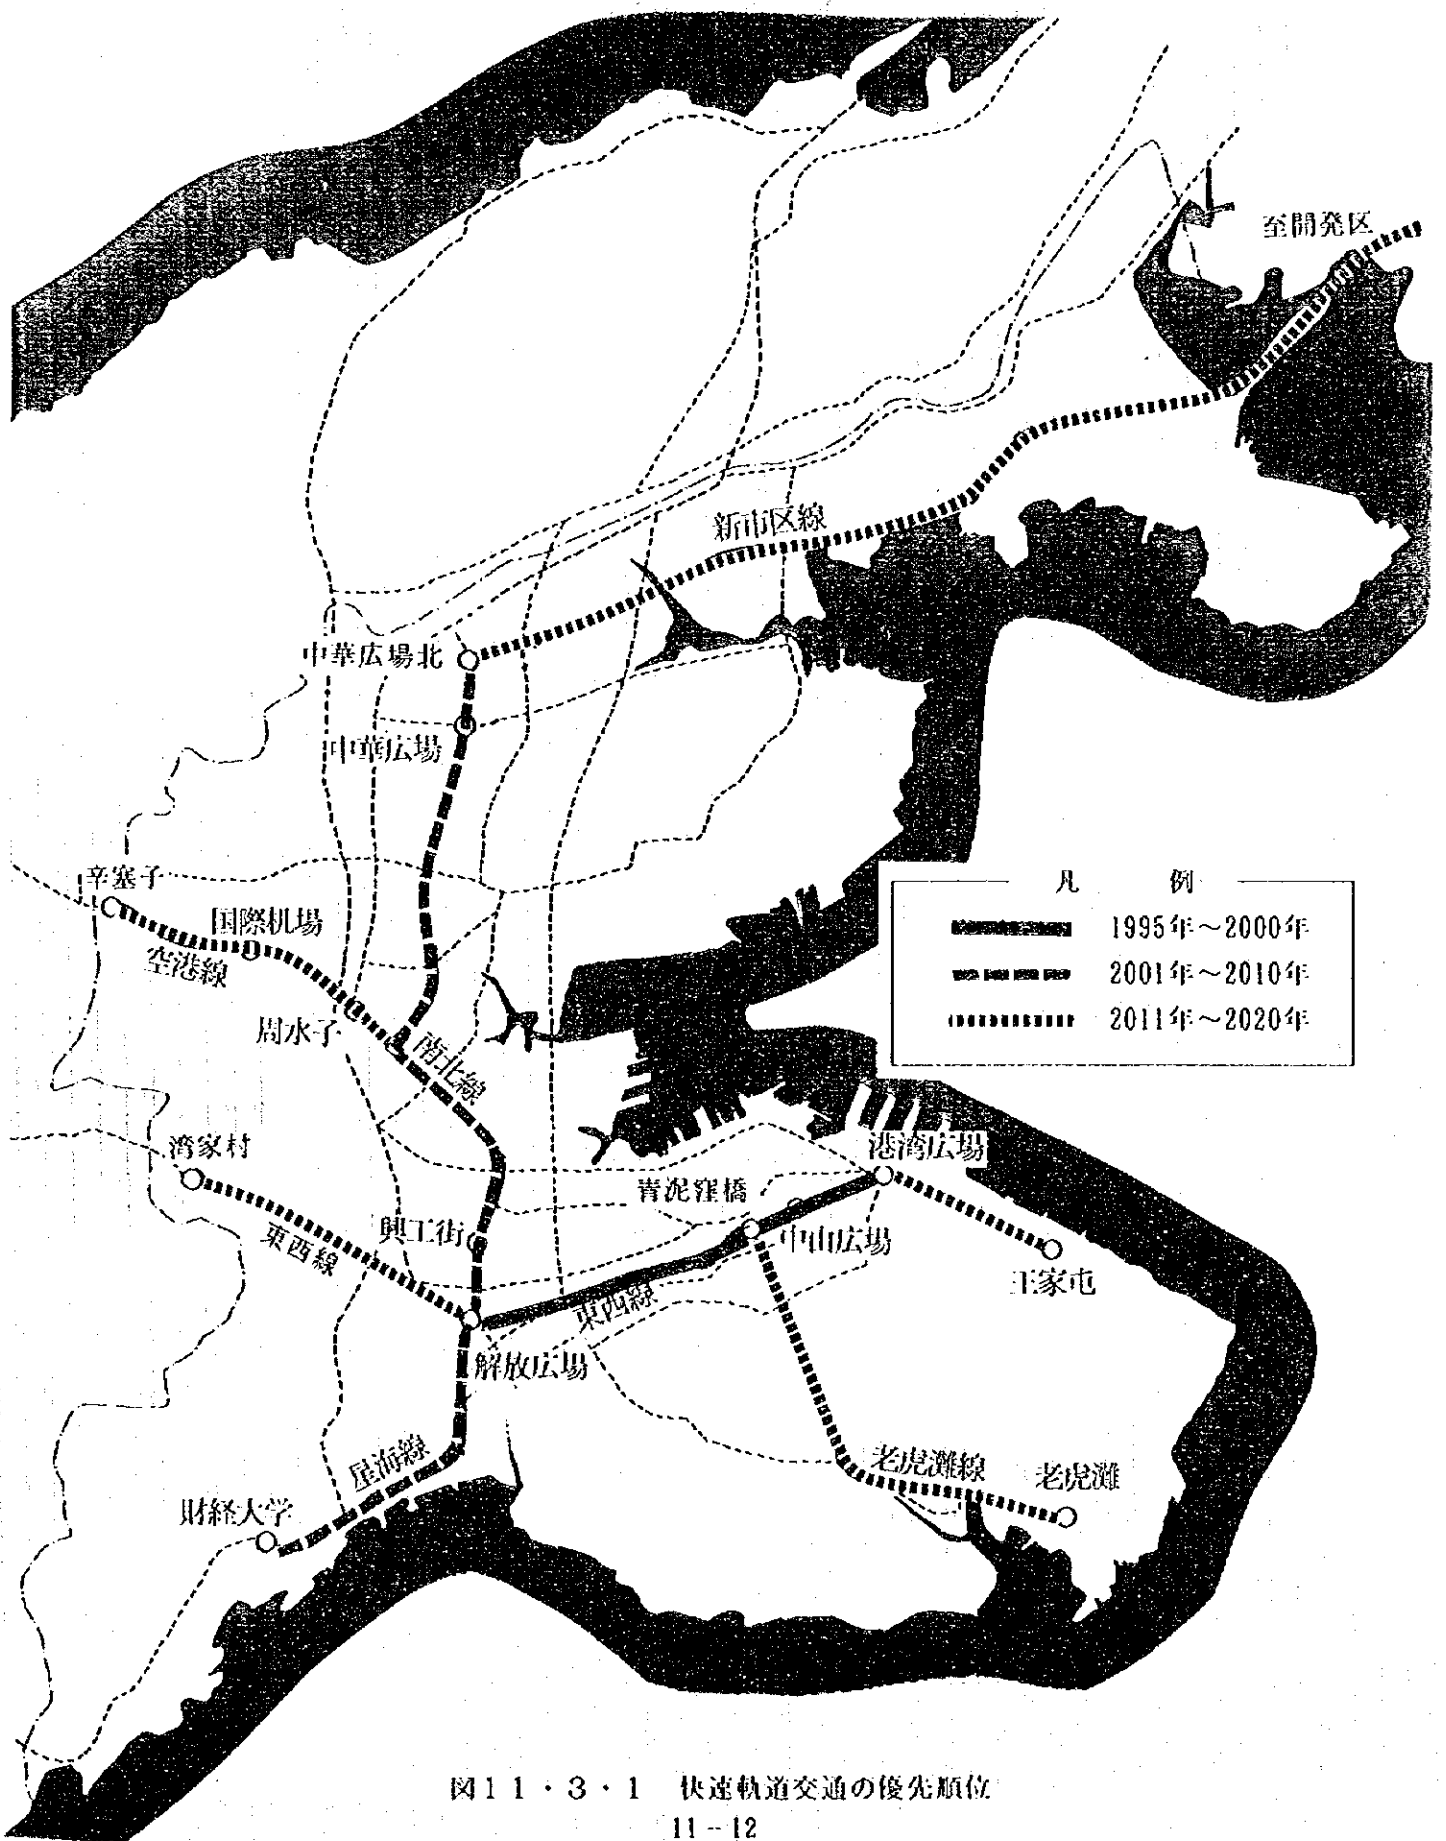 至開発区
新市区線
中華広場北
中華広場
凡 例
1995年～2000年
2001年～2010年
2011年～2020年
辛塞子
国際机場
空港線
周水子
南北線
湾家村
港湾広場
青泥窪橋
興工街
東西線
中山広場
王家屯
東西線
解放広場
星海線
老虎灘線
老虎灘
財経大学
図11・3・1 快速軌道交通の優先順位
11-12